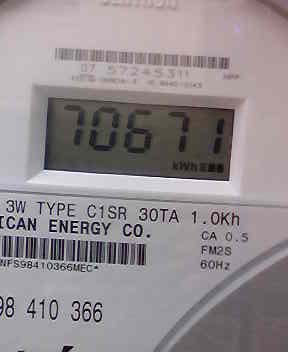 07 57245311
70671
kWh
3W TYPE C1SR 30TA 1.0Kh
ICAN ENERGY CO.
CA 0.5
FM2S
NFS98410366MEC*
60Hz
98 410 366